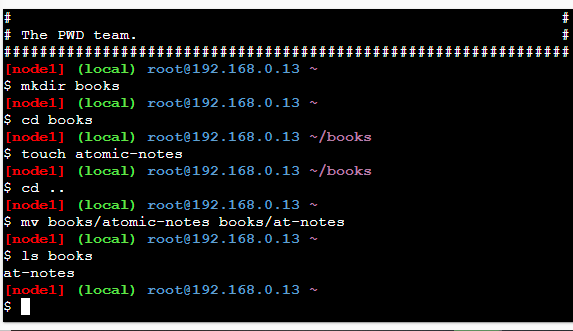 #                                                             #
# The PWD team.                                               #
###############################################################
[node1] (local) root@192.168.0.13 ~
$ mkdir books
[node1] (local) root@192.168.0.13 ~
$ cd books
[node1] (local) root@192.168.0.13 ~/books
$ touch atomic-notes
[node1] (local) root@192.168.0.13 ~/books
$ cd ..
[node1] (local) root@192.168.0.13 ~
$ mv books/atomic-notes books/at-notes
[node1] (local) root@192.168.0.13 ~
$ ls books
at-notes
[node1] (local) root@192.168.0.13 ~
$